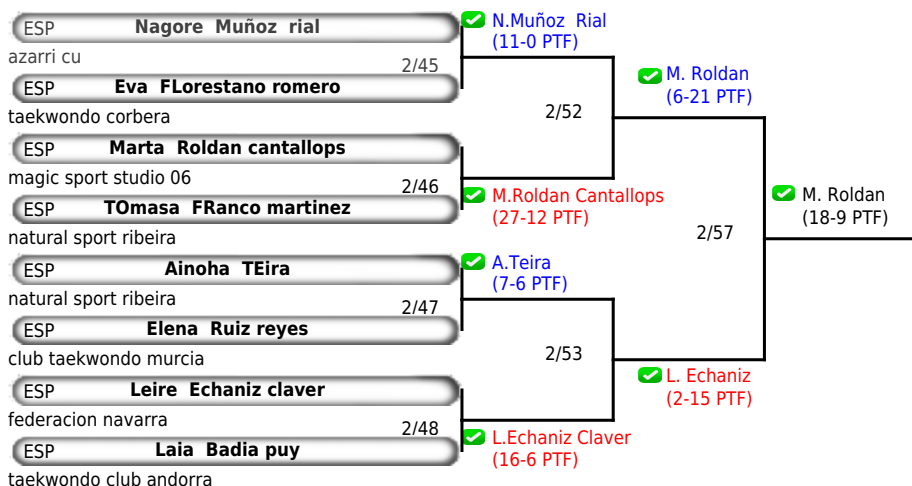 ESP Nagore Muñoz rial
azarri cu
2/45
ESP Eva FLorestano romero
taekwondo corbera
ESP Marta Roldan cantallops
magic sport studio 06
2/46
ESP TOmasa FRanco martinez
natural sport ribeira
ESP Ainoha TEira
natural sport ribeira
2/47
ESP Elena Ruiz reyes
club taekwondo murcia
ESP Leire Echaniz claver
federacion navarra
2/48
ESP Laia Badia puy
taekwondo club andorra
N.Muñoz Rial
(11-0 PTF)
2/52
M.Roldan Cantallops
(27-12 PTF)
A.Teira
(7-6 PTF)
2/53
L.Echaniz Claver
(16-6 PTF)
M. Roldan
(6-21 PTF)
2/57
L. Echaniz
(2-15 PTF)
M. Roldan
(18-9 PTF)